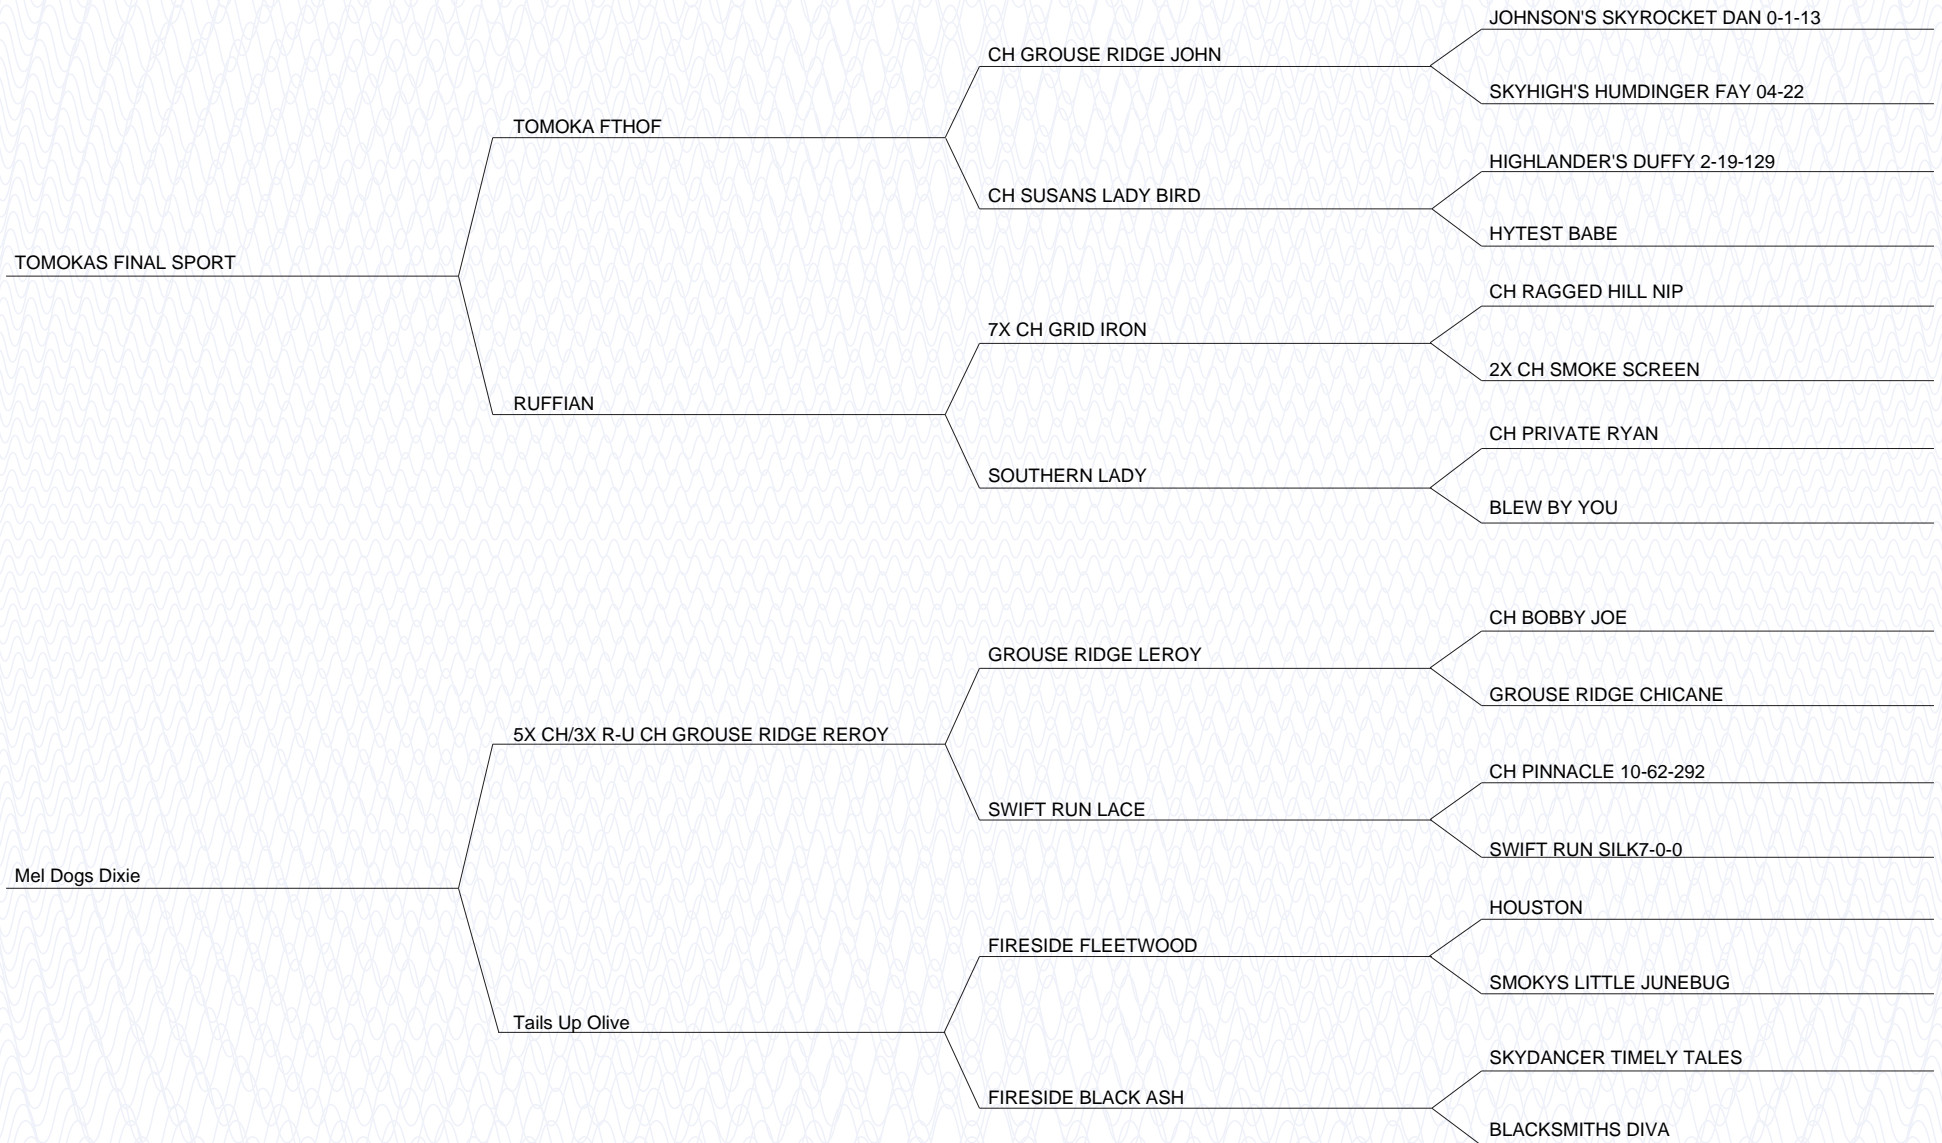 JOHNSON'S SKYROCKET DAN 0-1-13
CH GROUSE RIDGE JOHN
SKYHIGH'S HUMDINGER FAY 04-22
TOMOKA FTHOF
HIGHLANDER'S DUFFY 2-19-129
CH SUSANS LADY BIRD
HYTEST BABE
TOMOKAS FINAL SPORT
CH RAGGED HILL NIP
7X CH GRID IRON
2X CH SMOKE SCREEN
RUFFIAN
CH PRIVATE RYAN
SOUTHERN LADY
BLEW BY YOU
CH BOBBY JOE
GROUSE RIDGE LEROY
GROUSE RIDGE CHICANE
5X CH/3X R-U CH GROUSE RIDGE REROY
CH PINNACLE 10-62-292
SWIFT RUN LACE
SWIFT RUN SILK7-0-0
Mel Dogs Dixie
HOUSTON
FIRESIDE FLEETWOOD
SMOKYS LITTLE JUNEBUG
Tails Up Olive
SKYDANCER TIMELY TALES
FIRESIDE BLACK ASH
BLACKSMITHS DIVA